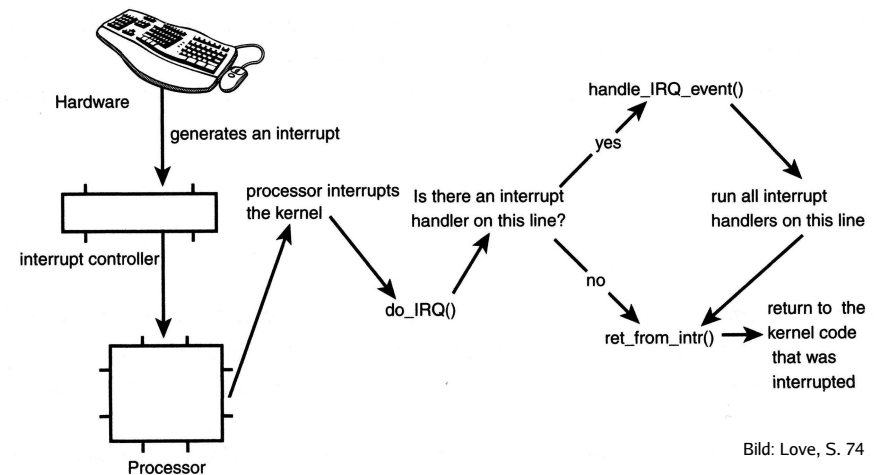 Hardware
generates an interrupt
interrupt controller
Processor
processor interrupts
the kernel
do_IRQ()
Is there an interrupt
handler on this line?
yes
no
handle_IRQ_event()
run all interrupt
handlers on this line
ret_from_intr()
return to the
kernel code
that was
interrupted
Bild: Love, S. 74